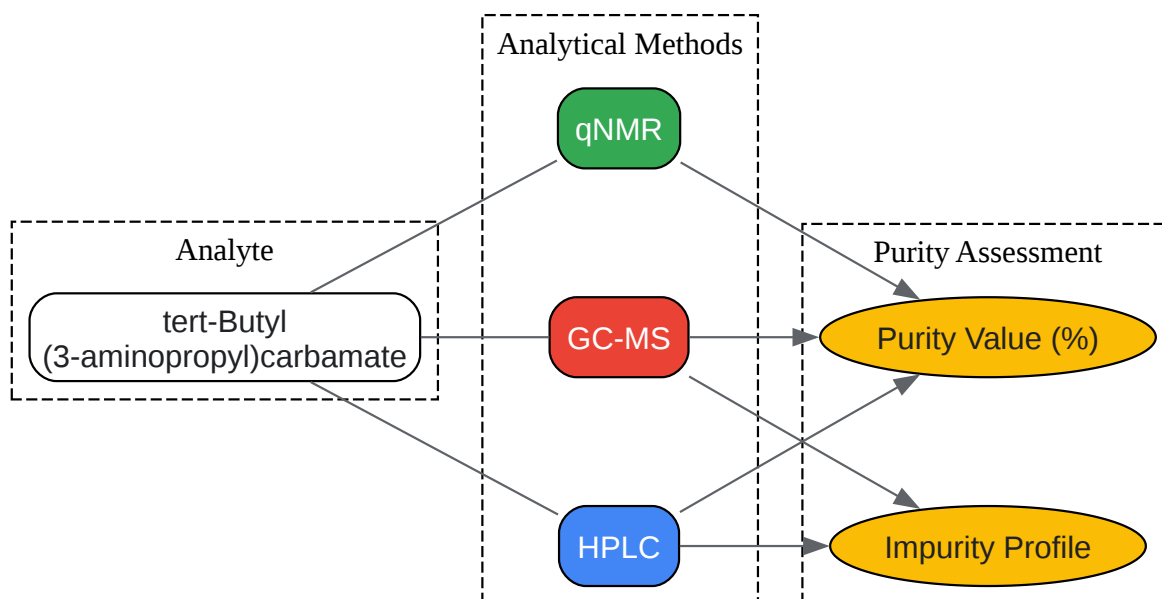 Analytical Methods
qNMR
Analyte
tert-Butyl
(3-aminopropyl)carbamate
GC-MS
HPLC
Purity Assessment
Purity Value (%)
Impurity Profile